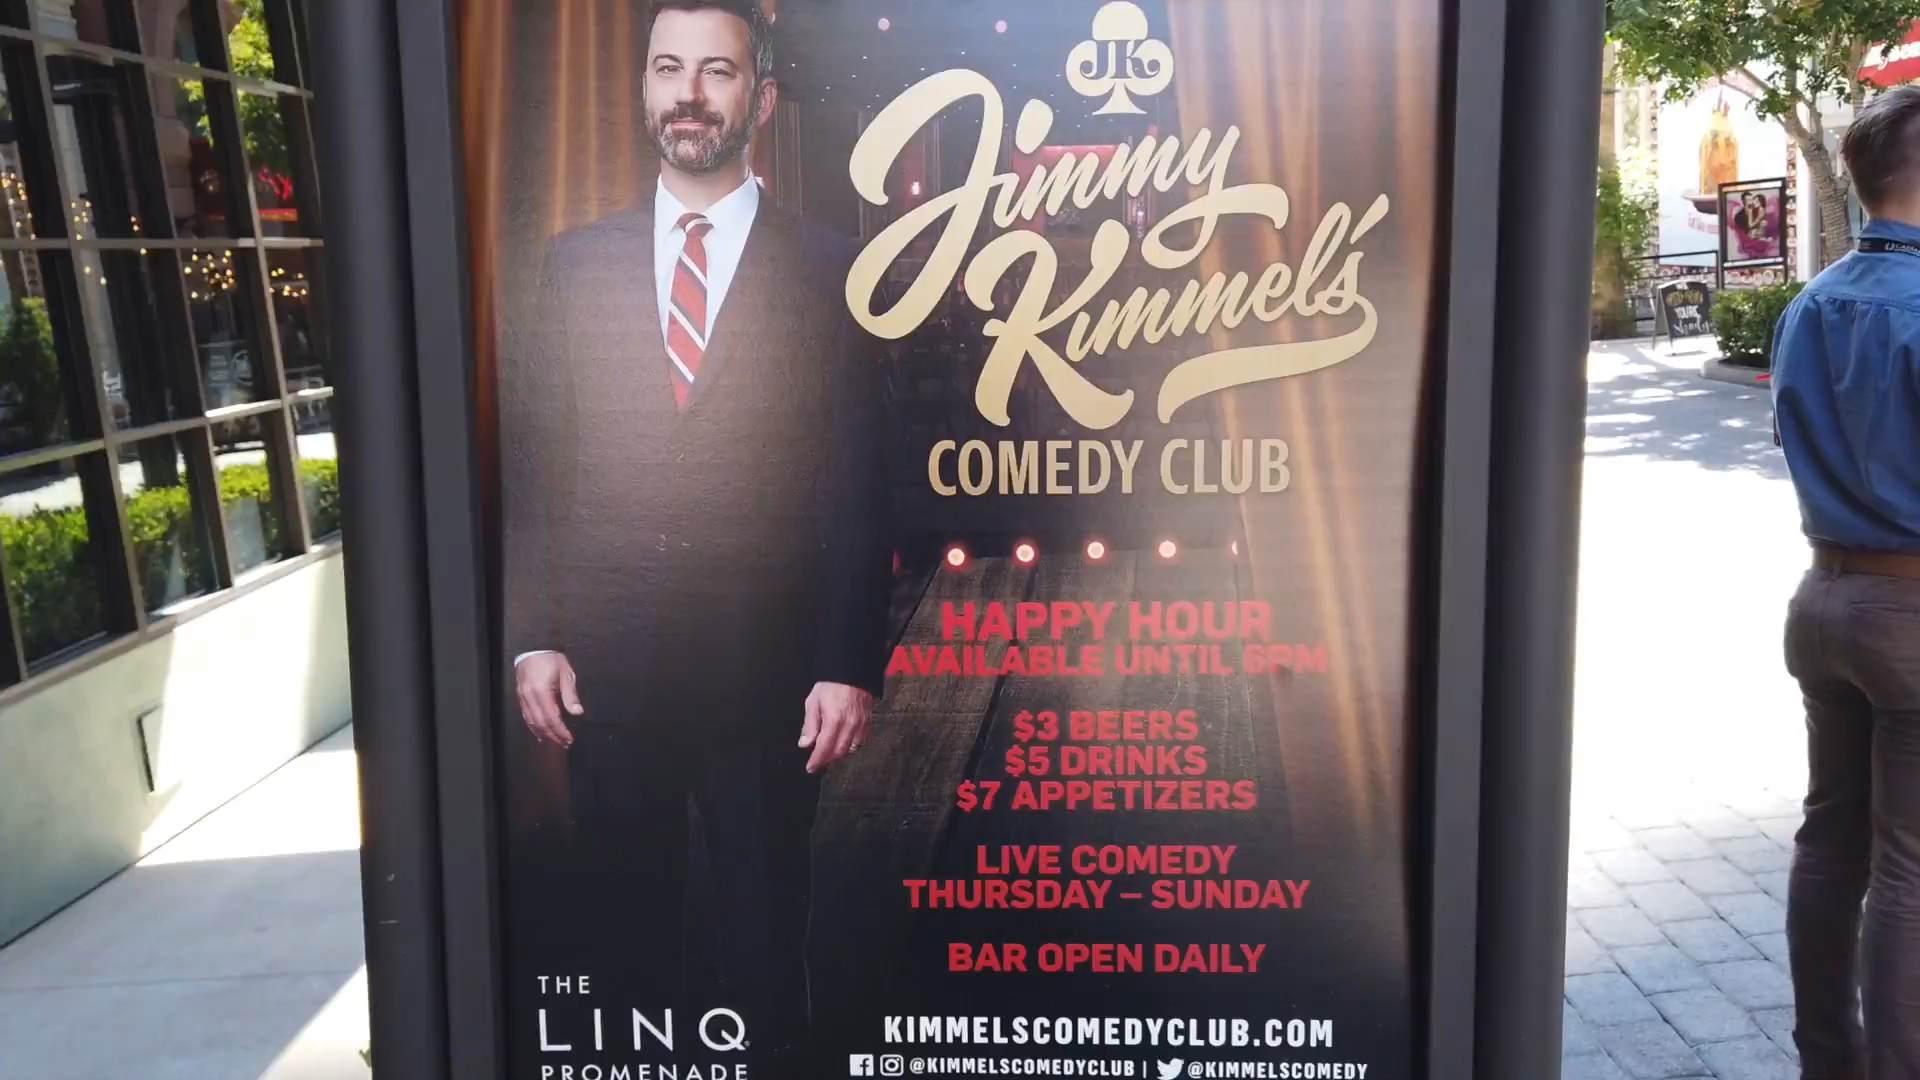 JK
Jimmy
Kimmel's
COMEDY CLUB
HAPPY HOUR
AVAILABLE UNTIL 6PM
$3 BEERS
$5 DRINKS
$7 APPETIZERS
LIVE COMEDY
THURSDAY – SUNDAY
BAR OPEN DAILY
THE
LINQ
PROMENADE
KIMMELSCOMEDYCLUB.COM
@KIMMELSCOMEDYCLUB | @KIMMELSCOMEDY